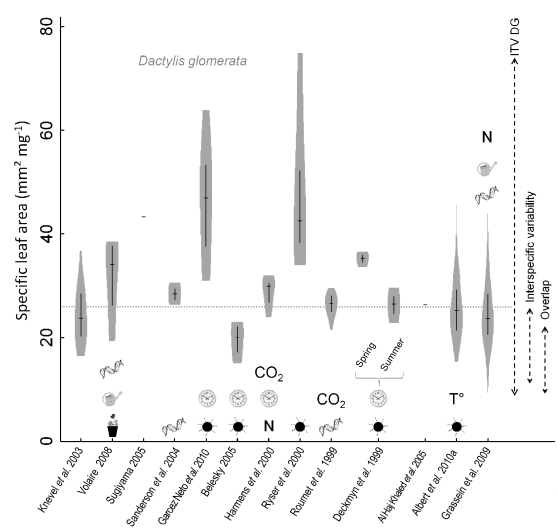 80
60
40
20
0
Specific leaf area (mm² mg⁻¹)
Dactylis glomerata
N
CO₂
N
CO₂
Spring
Summer
T°
ITV DG
Interspecific variability
Overlap
Knevel et al. 2003
Volaire 2008
Sugiyama 2005
Sanderson et al. 2004
Garcez Neto et al. 2010
Belesky 2005
Harmens et al. 2000
Ryser et al. 2000
Roumet et al. 1999
Deckmyn et al. 1999
Al Haj Khaled et al. 2005
Albert et al. 2010a
Grassein et al. 2009